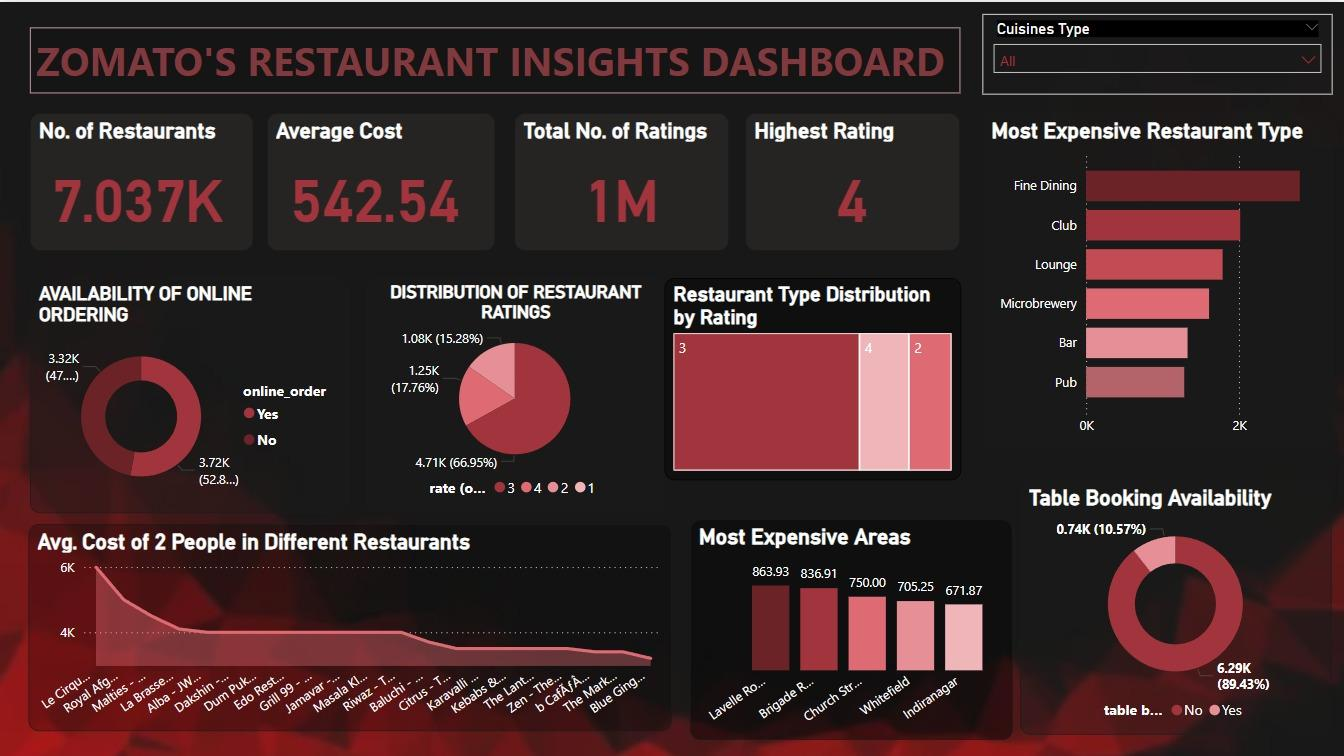 ZOMATO'S RESTAURANT INSIGHTS DASHBOARD
Cuisines Type
All
No. of Restaurants
7.037K
Average Cost
542.54
Total No. of Ratings
1M
Highest Rating
4
Most Expensive Restaurant Type
Fine Dining
Club
Lounge
Microbrewery
Bar
Pub
0K
2K
AVAILABILITY OF ONLINE
ORDERING
3.32K
(47....)
3.72K
(52.8...)
online_order
Yes
No
DISTRIBUTION OF RESTAURANT
RATINGS
1.08K (15.28%)
1.25K
(17.76%)
4.71K (66.95%)
rate (o... 3 4 2 1
Restaurant Type Distribution
by Rating
3
4
2
Avg. Cost of 2 People in Different Restaurants
6K
4K
Le Cirqu...
Royal Afg...
Malties - ...
La Brasse...
Alba - JW...
Dakshin - ...
Dum Puk...
Edo Rest...
Grill 99 - ...
Jamavar - ...
Masala Kl...
Riwaz - T...
Baluchi - ...
Citrus - T...
Karavalli ...
Kebabs &...
The Lant...
Zen - The...
b CafÃƒÂ...
The Mark...
Blue Ging...
Most Expensive Areas
863.93
836.91
750.00
705.25
671.87
Lavelle Ro...
Brigade R...
Church Str...
Whitefield
Indiranagar
Table Booking Availability
0.74K (10.57%)
6.29K
(89.43%)
table b... No Yes